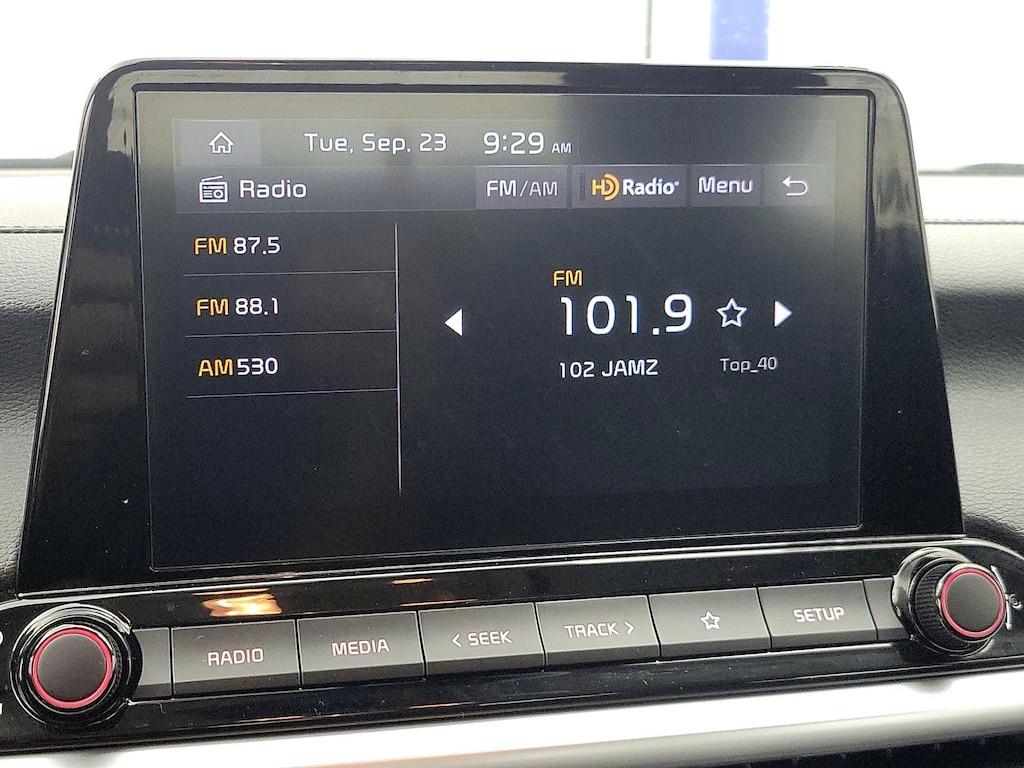 Tue, Sep. 23 9:29 AM
Radio FM/AM HD Radio® Menu
FM 87.5
FM 88.1
AM 530
FM
101.9
102 JAMZ Top_40
RADIO MEDIA < SEEK TRACK > SETUP